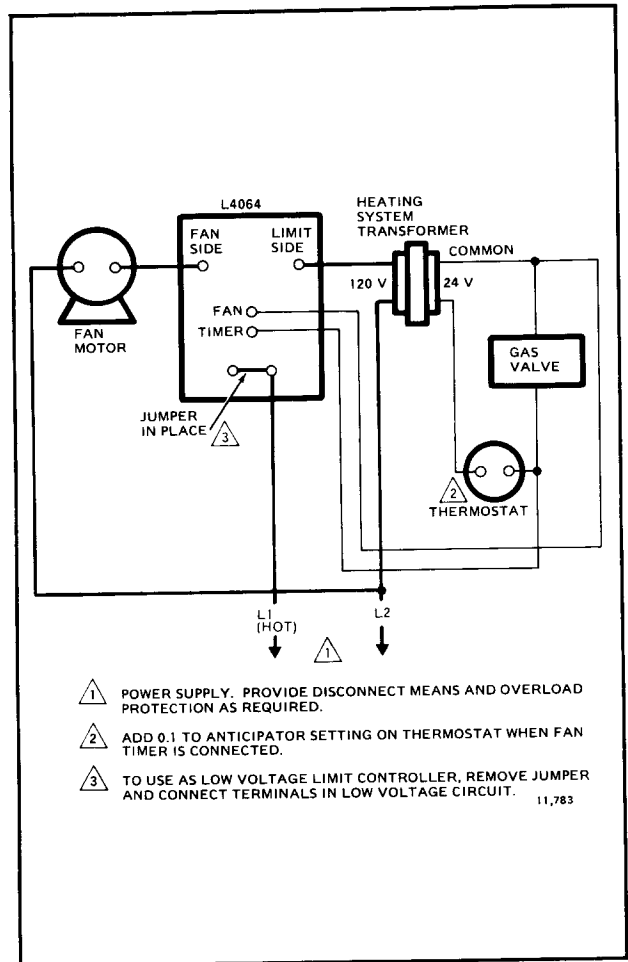 L4064
HEATING
SYSTEM
TRANSFORMER
FAN
SIDE
LIMIT
SIDE
COMMON
120 V
24 V
FAN
TIMER
FAN
MOTOR
GAS
VALVE
JUMPER
IN PLACE
3
2
THERMOSTAT
L1
(HOT)
1
L2
1 POWER SUPPLY. PROVIDE DISCONNECT MEANS AND OVERLOAD
PROTECTION AS REQUIRED.
2 ADD 0.1 TO ANTICIPATOR SETTING ON THERMOSTAT WHEN FAN
TIMER IS CONNECTED.
3 TO USE AS LOW VOLTAGE LIMIT CONTROLLER, REMOVE JUMPER
AND CONNECT TERMINALS IN LOW VOLTAGE CIRCUIT.
11,783